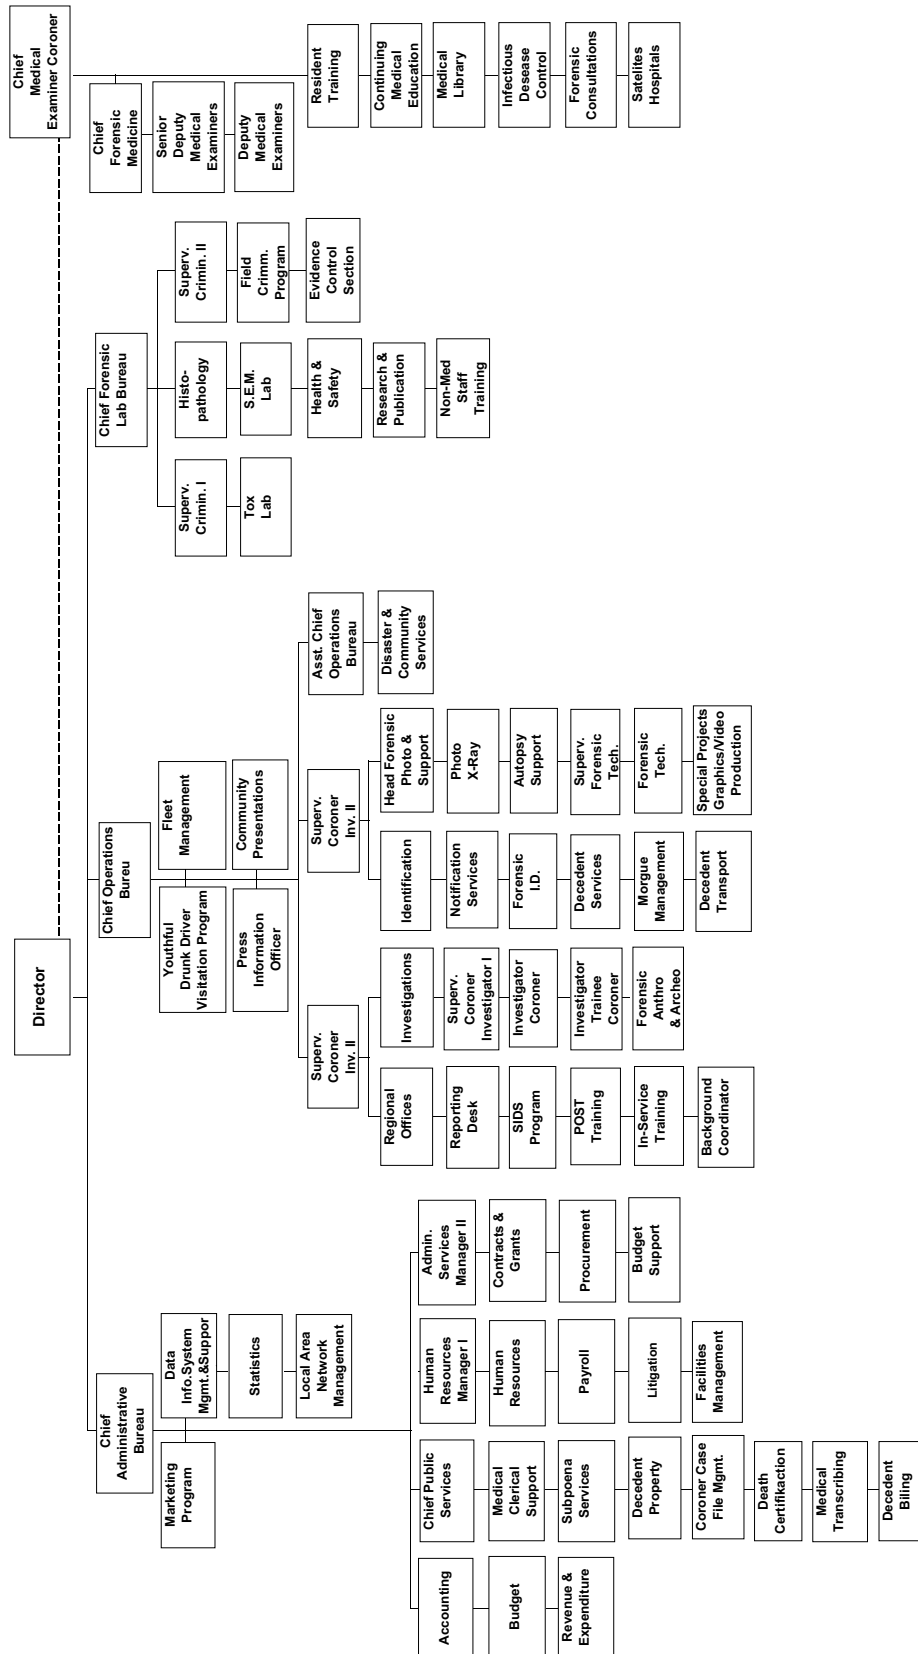 Director
Chief
Medical
Examiner Coroner
Chief
Administrative
Bureau
Marketing
Program
Data
Info.System
Mgmt.&Suppor
Statistics
Local Area
Network
Management
Accounting
Budget
Revenue &
Expenditure
Chief Public
Services
Medical
Clerical
Support
Subpoena
Services
Decedent
Property
Coroner Case
File Mgmt.
Death
Certifikaction
Medical
Transcribing
Decedent
Biling
Human
Resources
Manager I
Human
Resources
Payroll
Litigation
Facilities
Management
Admin.
Services
Manager II
Contracts &
Grants
Procurement
Budget
Support
Chief Operations
Bureu
Youthful
Drunk Driver
Visitation Program
Fleet
Management
Press
Information
Officer
Community
Presentations
Superv.
Coroner
Inv. II
Regional
Offices
Reporting
Desk
SIDS
Program
POST
Training
In-Service
Training
Background
Coordinator
Investigations
Superv.
Coroner
Investigator I
Investigator
Coroner
Investigator
Trainee
Coroner
Forensic
Anthro
& Archeo
Superv.
Coroner
Inv. II
Identification
Notification
Services
Forensic
I.D.
Decedent
Services
Morgue
Management
Decedent
Transport
Head Forensic
Photo &
Support
Photo
X-Ray
Autopsy
Support
Superv.
Forensic
Tech.
Forensic
Tech.
Special Projects
Graphics/Video
Production
Asst. Chief
Operations
Bureau
Disaster &
Community
Services
Chief Forensic
Lab Bureau
Superv.
Crimin. I
Tox
Lab
Histo-
pathology
S.E.M.
Lab
Health &
Safety
Research &
Publication
Non-Med
Staff
Training
Superv.
Crimin. II
Field
Crimm.
Program
Evidence
Control
Section
Chief
Forensic
Medicine
Senior
Deputy
Medical
Examiners
Deputy
Medical
Examiners
Resident
Training
Continuing
Medical
Education
Medical
Library
Infectious
Desease
Control
Forensic
Consultations
Satelites
Hospitals